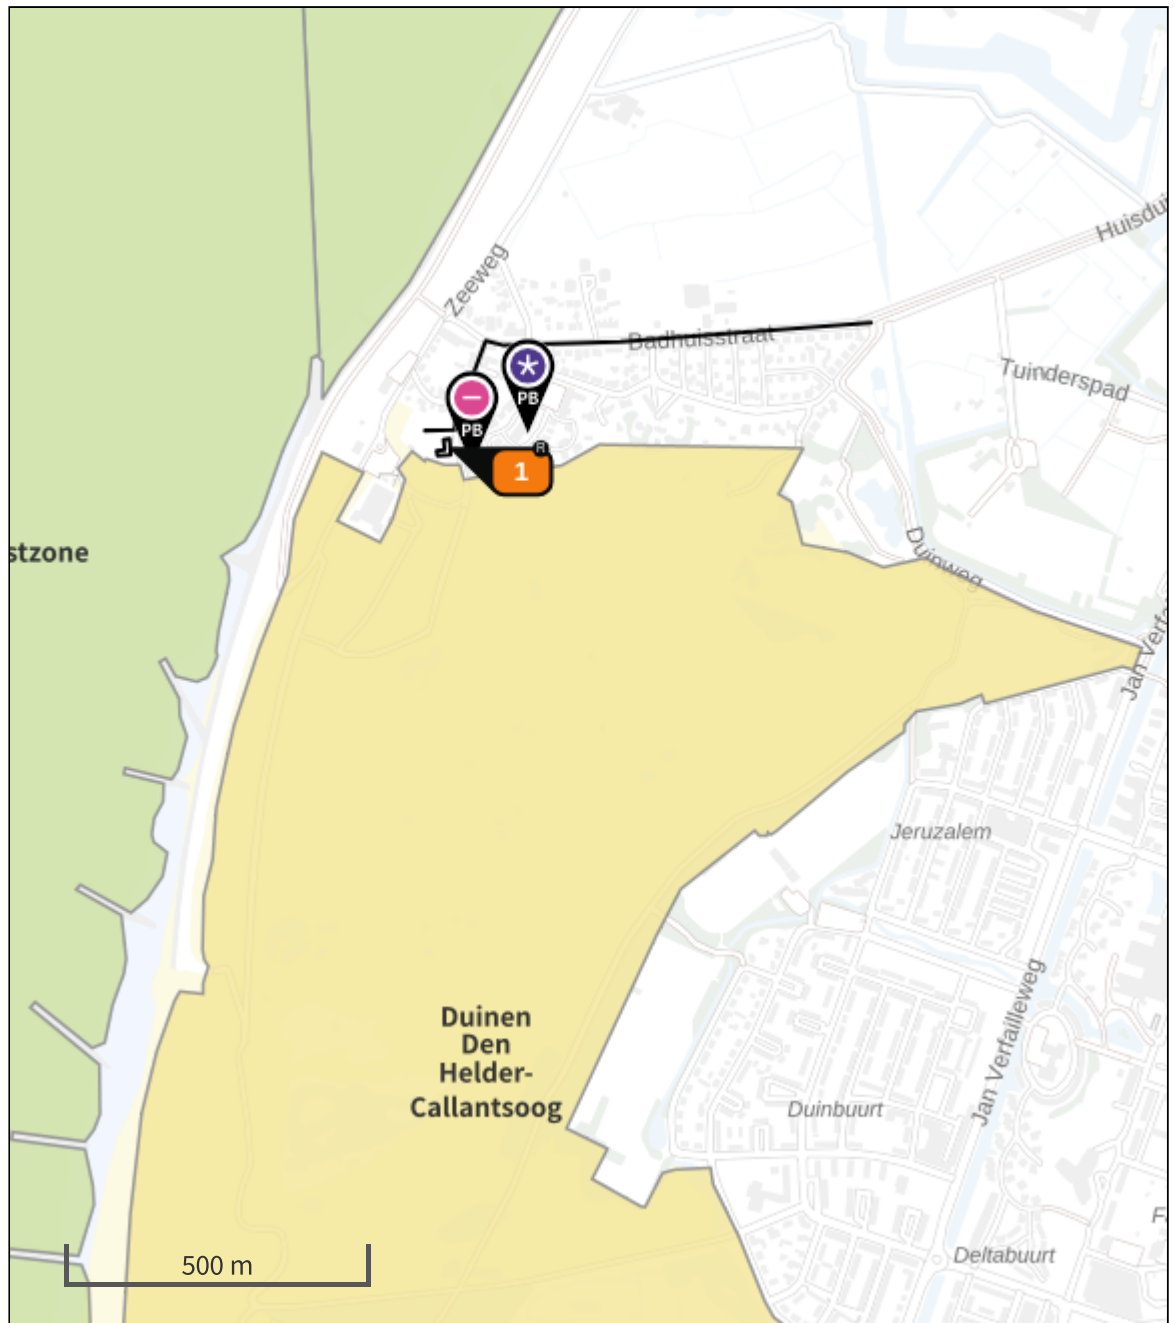 Huisdui
Zeeweg
Badhuisstraat
Tuinderspad
PB
PB
R
1
stzone
Duinweg
Jan Verfa
Jeruzalem
Duinen
Den
Helder-
Callantsoog
Jan Verfailleweg
Duinbuurt
F
Deltabuurt
500 m